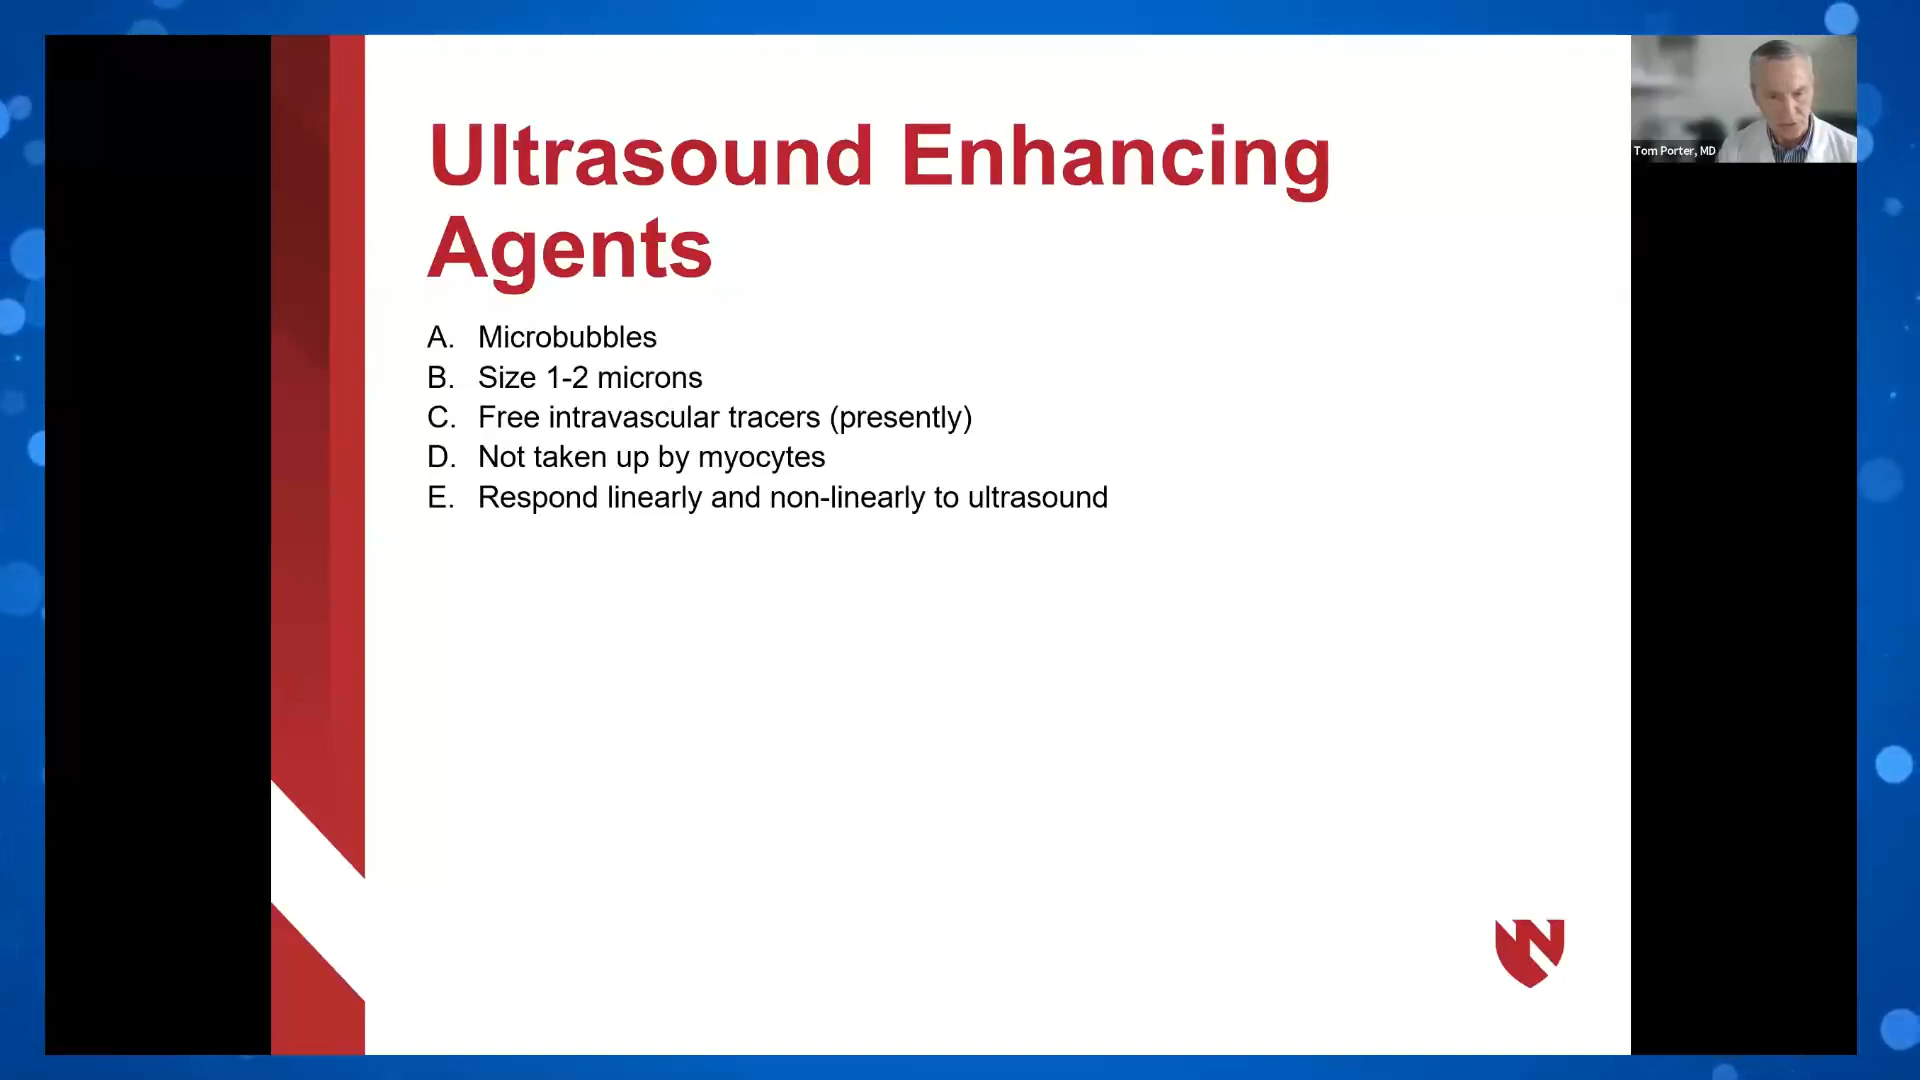 Ultrasound Enhancing
Agents
A. Microbubbles
B. Size 1-2 microns
C. Free intravascular tracers (presently)
D. Not taken up by myocytes
E. Respond linearly and non-linearly to ultrasound
Tom Porter, MD